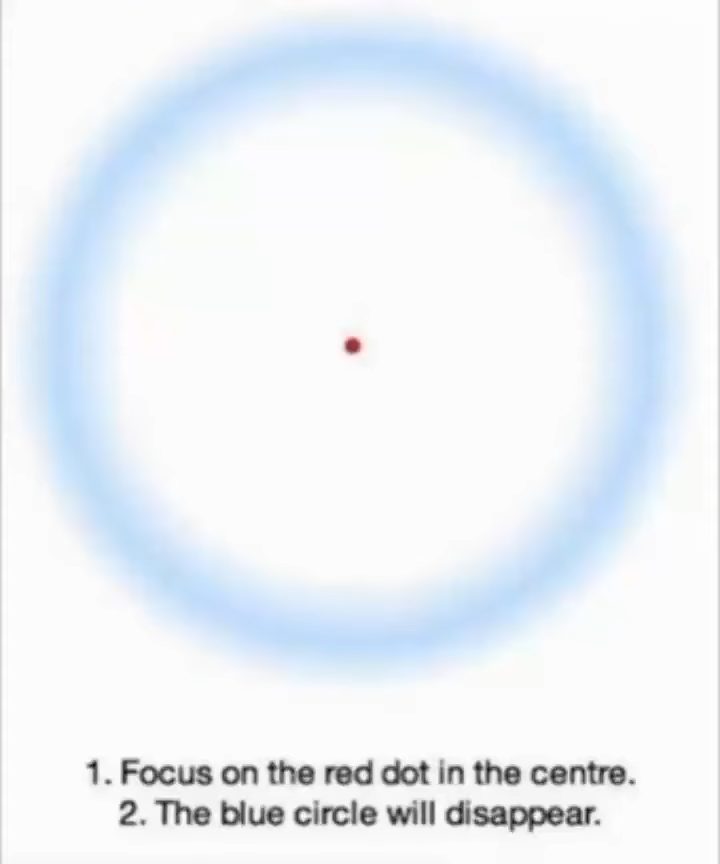 1. Focus on the red dot in the centre.
2. The blue circle will disappear.